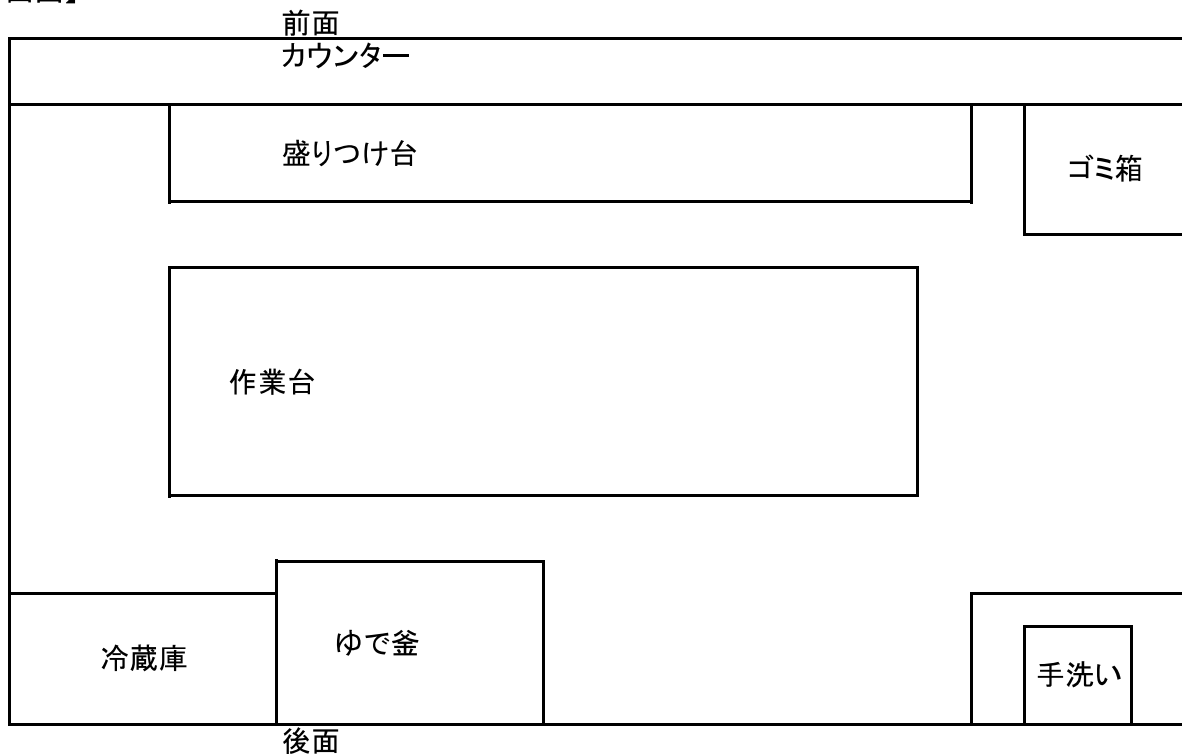 前面
カウンター
盛りつけ台
ゴミ箱
作業台
冷蔵庫
ゆで釜
手洗い
後面